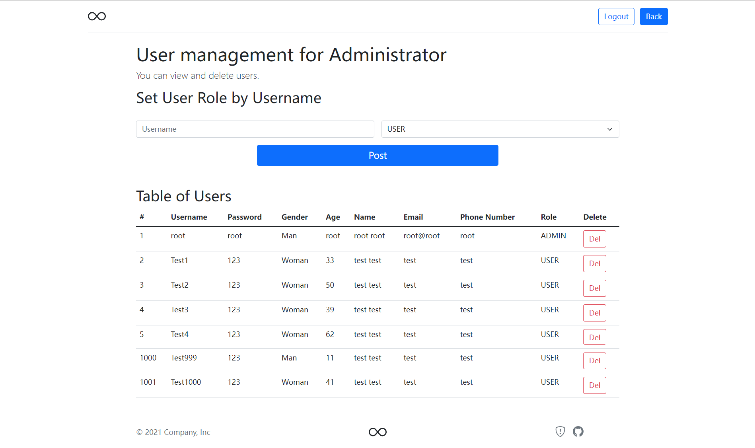 Logout Back
User management for Administrator
You can view and delete users.
Set User Role by Username
Username USER
Post
Table of Users
# Username Password Gender Age Name Email Phone Number Role Delete
1 root root Man root root root root@root root ADMIN Del
2 Test1 123 Woman 33 test test test test USER Del
3 Test2 123 Woman 50 test test test test USER Del
4 Test3 123 Woman 39 test test test test USER Del
5 Test4 123 Woman 62 test test test test USER Del
1000 Test999 123 Man 11 test test test test USER Del
1001 Test1000 123 Woman 41 test test test test USER Del
© 2021 Company, Inc